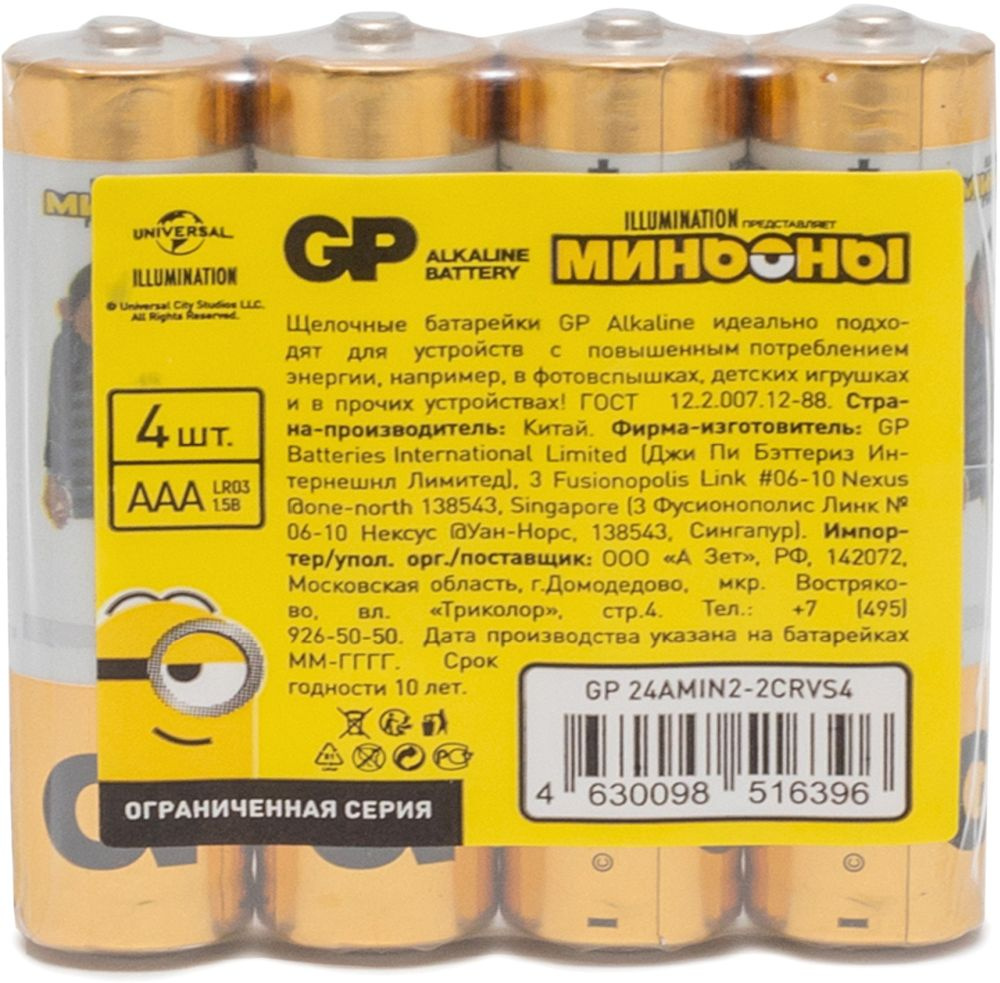 UNIVERSAL
ILLUMINATION
© Universal City Studios LLC.
All Rights Reserved.
GP ALKALINE
BATTERY
ILLUMINATION ПРЕДСТАВЛЯЕТ
МИНЬОНЫ
4 шт.
AAA LR03
1.5В
Щелочные батарейки GP Alkaline идеально подхо-
дят для устройств с повышенным потреблением
энергии, например, в фотовспышках, детских игрушках
и в прочих устройствах! ГОСТ 12.2.007.12-88. Стра-
на-производитель: Китай. Фирма-изготовитель: GP
Batteries International Limited (Джи Пи Бэттериз Ин-
тернешнл Лимитед), 3 Fusionopolis Link #06-10 Nexus
@one-north 138543, Singapore (3 Фусионополис Линк №
06-10 Нексус @Уан-Норс, 138543, Сингапур). Импор-
тер/упол. орг./поставщик: ООО «А Зет», РФ, 142072,
Московская область, г.Домодедово, мкр. Востряко-
во, вл. «Триколор», стр.4. Тел.: +7 (495)
926-50-50. Дата производства указана на батарейках
ММ-ГГГГ. Срок
годности 10 лет.
GP 24AMIN2-2CRVS4
4 630098 516396
ОГРАНИЧЕННАЯ СЕРИЯ